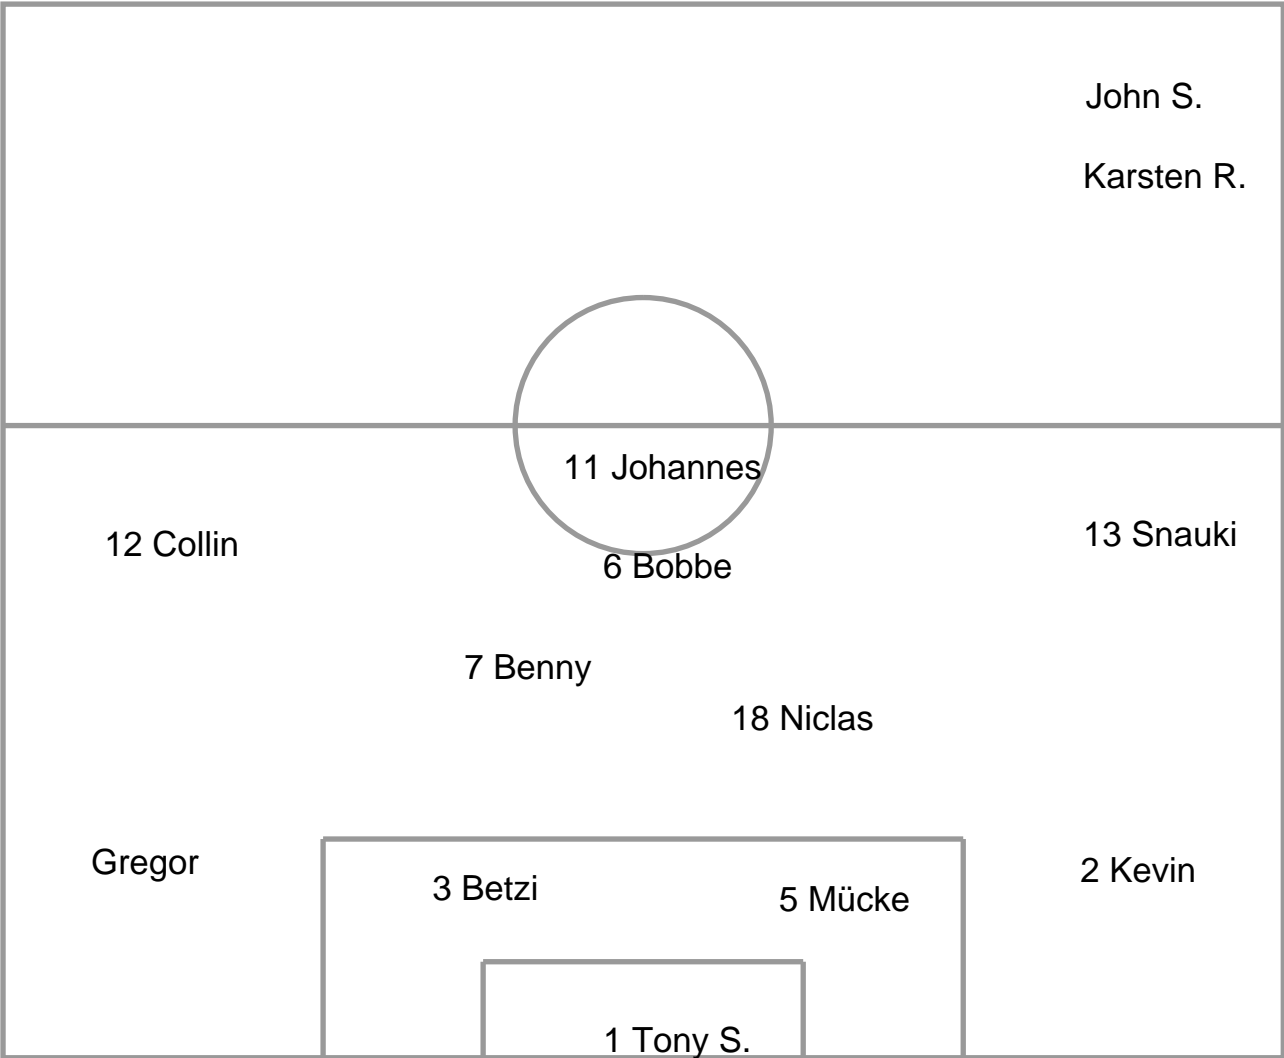 John S.
Karsten R.
11 Johannes
12 Collin
13 Snauki
6 Bobbe
7 Benny
18 Niclas
Gregor
2 Kevin
3 Betzi
5 Mücke
1 Tony S.